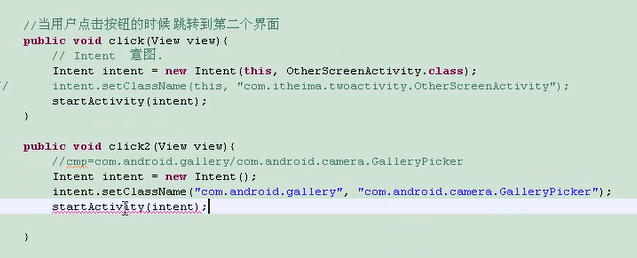 //当用户点击按钮的时候 跳转到第二个界面
public void click(View view){
// Intent  意图.
Intent intent = new Intent(this, OtherScreenActivity.class);
//      intent.setClassName(this, "com.itheima.twoactivity.OtherScreenActivity");
startActivity(intent);
}
public void click2(View view){
//cmp=com.android.gallery/com.android.camera.GalleryPicker
Intent intent = new Intent();
intent.setClassName("com.android.gallery", "com.android.camera.GalleryPicker");
startActivity(intent);
}